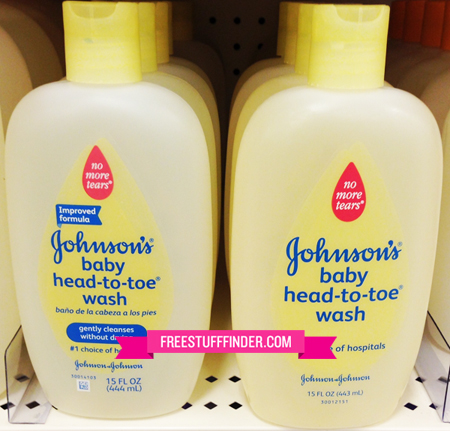 no
more
tears®
Improved
formula
Johnson's®
baby
head-to-toe®
wash
baño de la cabeza a los pies
gently cleanses
without
#1 choice of
Johnson & Johnson
15 FL OZ
(444 mL)
no
more
tears®
Johnson's®
baby
head-to-toe®
wash
of hospitals
Johnson & Johnson
15 FL OZ (443 mL)
FREESTUFFFINDER.COM